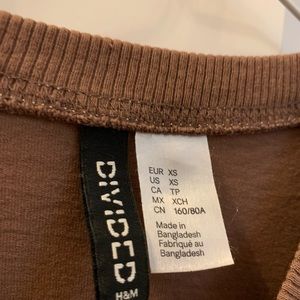 DIVIDED
H&M
EUR XS
US XS
CA TP
MX XCH
CN 160/80A
Made in
Bangladesh
Fabriqué au
Bangladesh